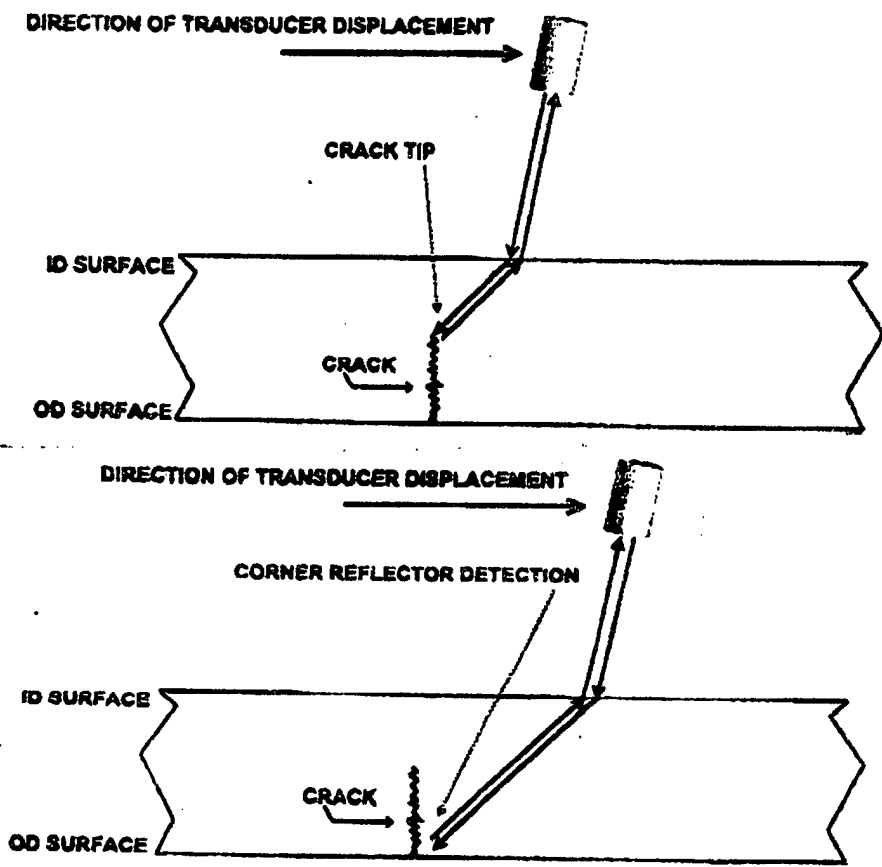 DIRECTION OF TRANSDUCER DISPLACEMENT
CRACK TIP
ID SURFACE
CRACK
OD SURFACE
DIRECTION OF TRANSDUCER DISPLACEMENT
CORNER REFLECTOR DETECTION
ID SURFACE
CRACK
OD SURFACE